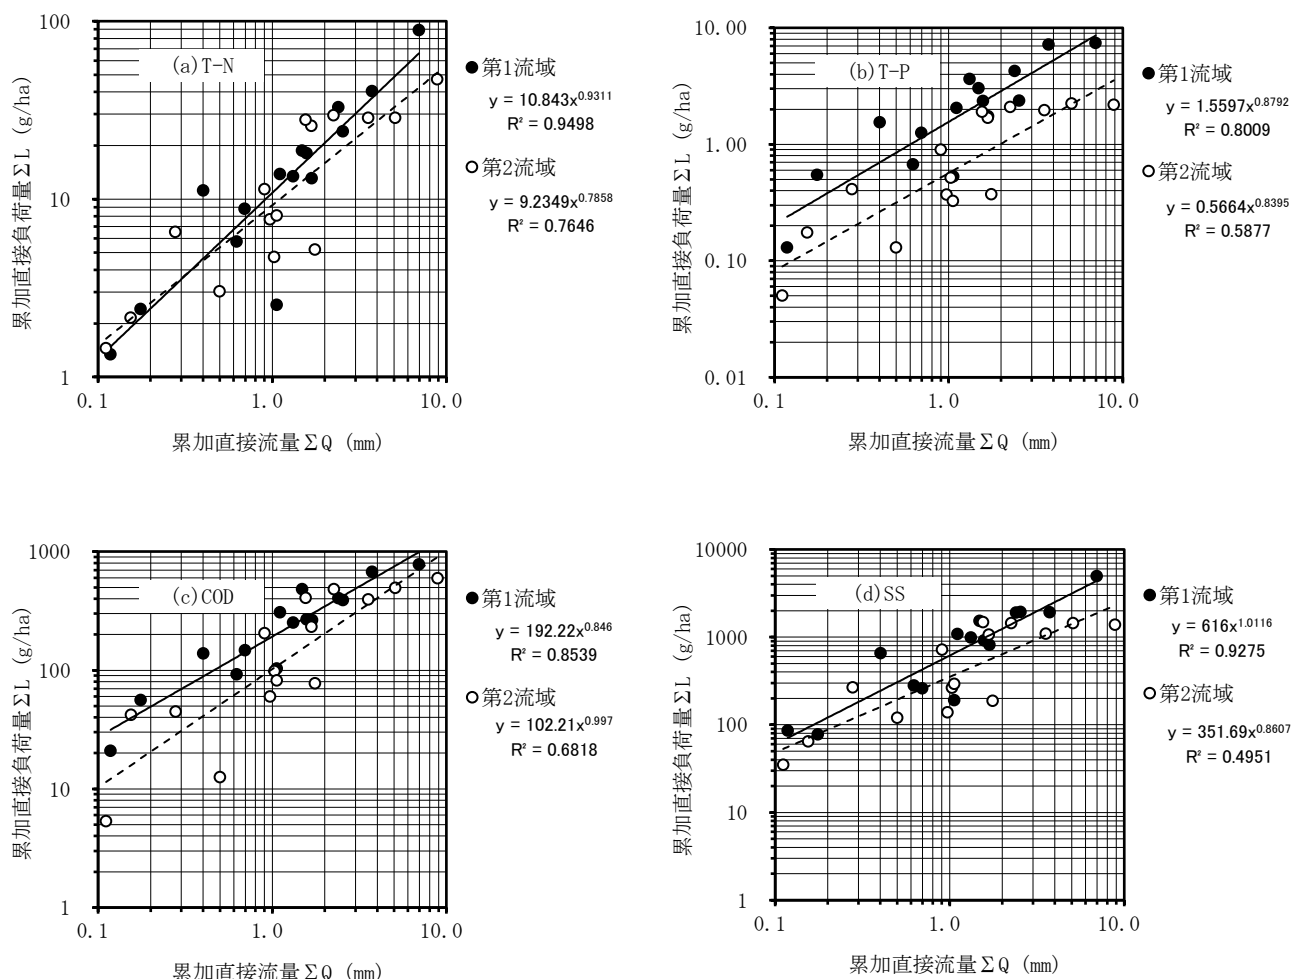 100
10
1
0.1
1.0
10.0
累加直接負荷量ΣL (g/ha)
累加直接流量ΣQ (mm)
(a)T-N
●第1流域
y = 10.843x^0.9311
R² = 0.9498
○第2流域
y = 9.2349x^0.7858
R² = 0.7646
10.00
1.00
0.10
0.01
0.1
1.0
10.0
累加直接負荷量ΣL (g/ha)
累加直接流量ΣQ (mm)
(b)T-P
●第1流域
y = 1.5597x^0.8792
R² = 0.8009
○第2流域
y = 0.5664x^0.8395
R² = 0.5877
1000
100
10
1
0.1
1.0
10.0
累加直接負荷量ΣL (g/ha)
累加直接流量ΣQ (mm)
(c)COD
●第1流域
y = 192.22x^0.846
R² = 0.8539
○第2流域
y = 102.21x^0.997
R² = 0.6818
10000
1000
100
10
1
0.1
1.0
10.0
累加直接負荷量ΣL (g/ha)
累加直接流量ΣQ (mm)
(d)SS
●第1流域
y = 616x^1.0116
R² = 0.9275
○第2流域
y = 351.69x^0.8607
R² = 0.4951